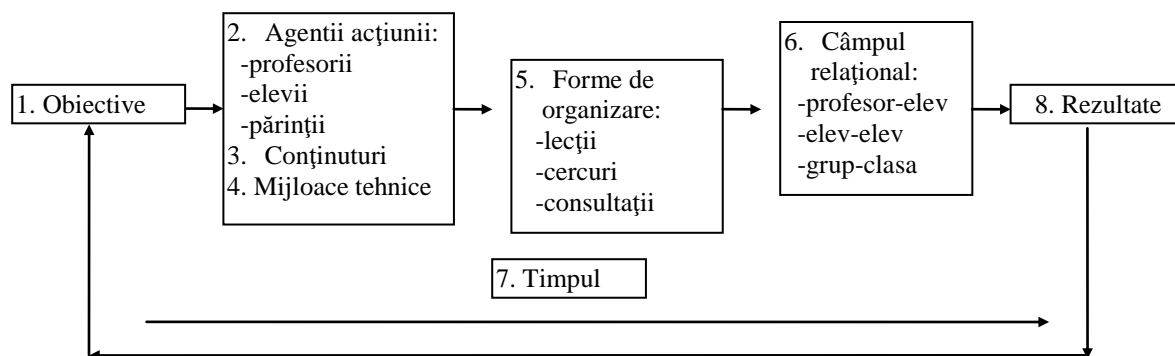 1. Obiective
2. Agentii acţiunii:
-profesorii
-elevii
-părinţii
3. Conţinuturi
4. Mijloace tehnice
5. Forme de
organizare:
-lecţii
-cercuri
-consultaţii
6. Câmpul
relaţional:
-profesor-elev
-elev-elev
-grup-clasa
8. Rezultate
7. Timpul